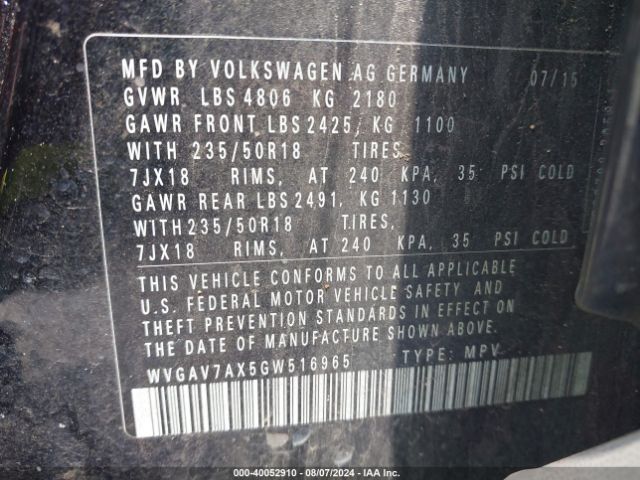 MFD BY VOLKSWAGEN AG GERMANY 07/15
GVWR LBS 4806 KG 2180
GAWR FRONT LBS 2425, KG 1100
WITH 235/50R18 TIRES,
7JX18 RIMS, AT 240 KPA, 35 PSI COLD
GAWR REAR LBS 2491, KG 1130
WITH 235/50R18 TIRES,
7JX18 RIMS, AT 240 KPA, 35 PSI COLD
THIS VEHICLE CONFORMS TO ALL APPLICABLE
U.S. FEDERAL MOTOR VEHICLE SAFETY AND
THEFT PREVENTION STANDARDS IN EFFECT ON
THE DATE OF MANUFACTURE SHOWN ABOVE.
WVGAV7AX5GW516965 TYPE: MPV
000-40052910 - 08/07/2024 - IAA Inc.